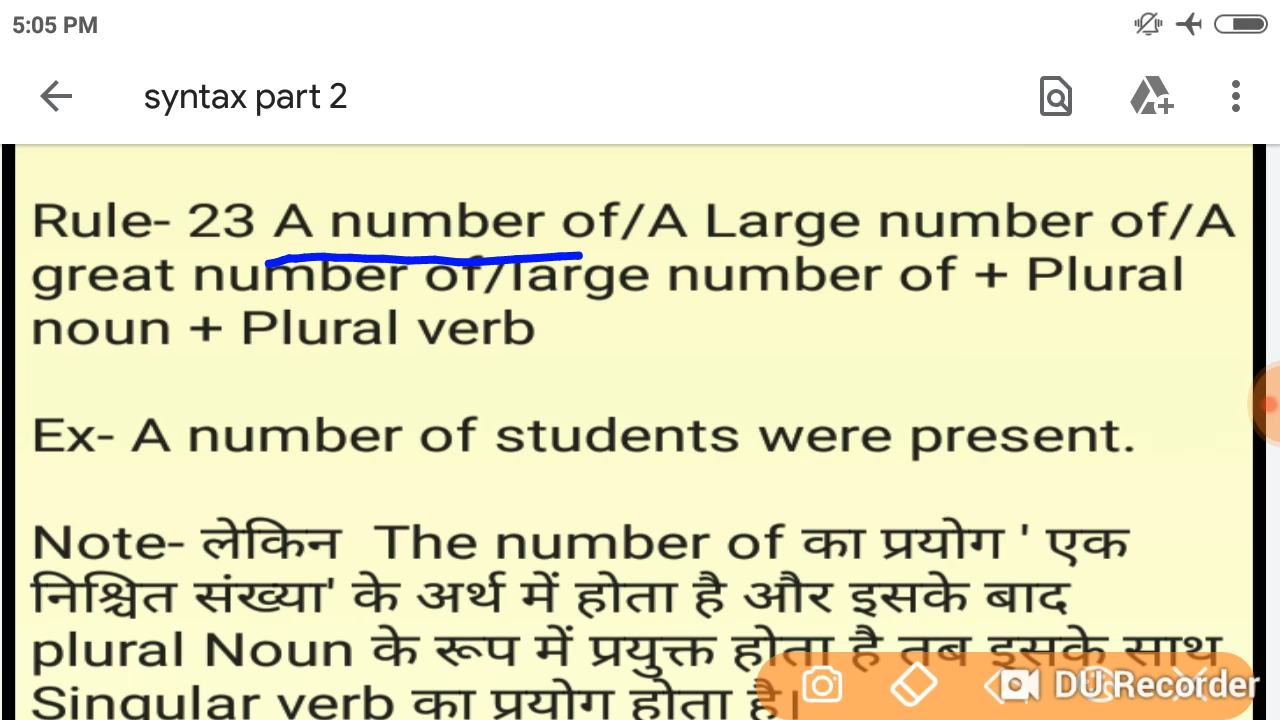 5:05 PM
syntax part 2
Rule- 23 A number of/A Large number of/A
great number of/large number of + Plural
noun + Plural verb
Ex- A number of students were present.
Note- लेकिन The number of का प्रयोग ' एक
निश्चित संख्या' के अर्थ में होता है और इसके बाद
plural Noun के रूप में प्रयुक्त होता है तब इसके साथ
Singular verb का प्रयोग होता है।
DU Recorder